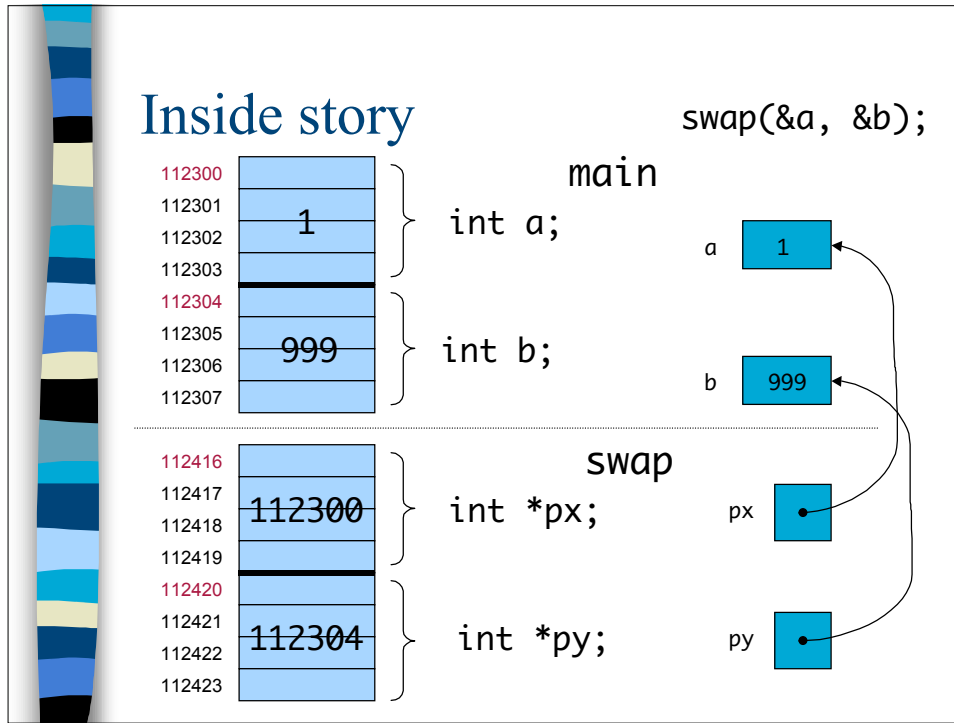 Inside story
swap(&a, &b);
main
112300
112301
112302
112303
1
int a;
a
1
112304
112305
112306
112307
999
int b;
b
999
swap
112416
112417
112418
112419
112300
int *px;
px
112420
112421
112422
112423
112304
int *py;
py